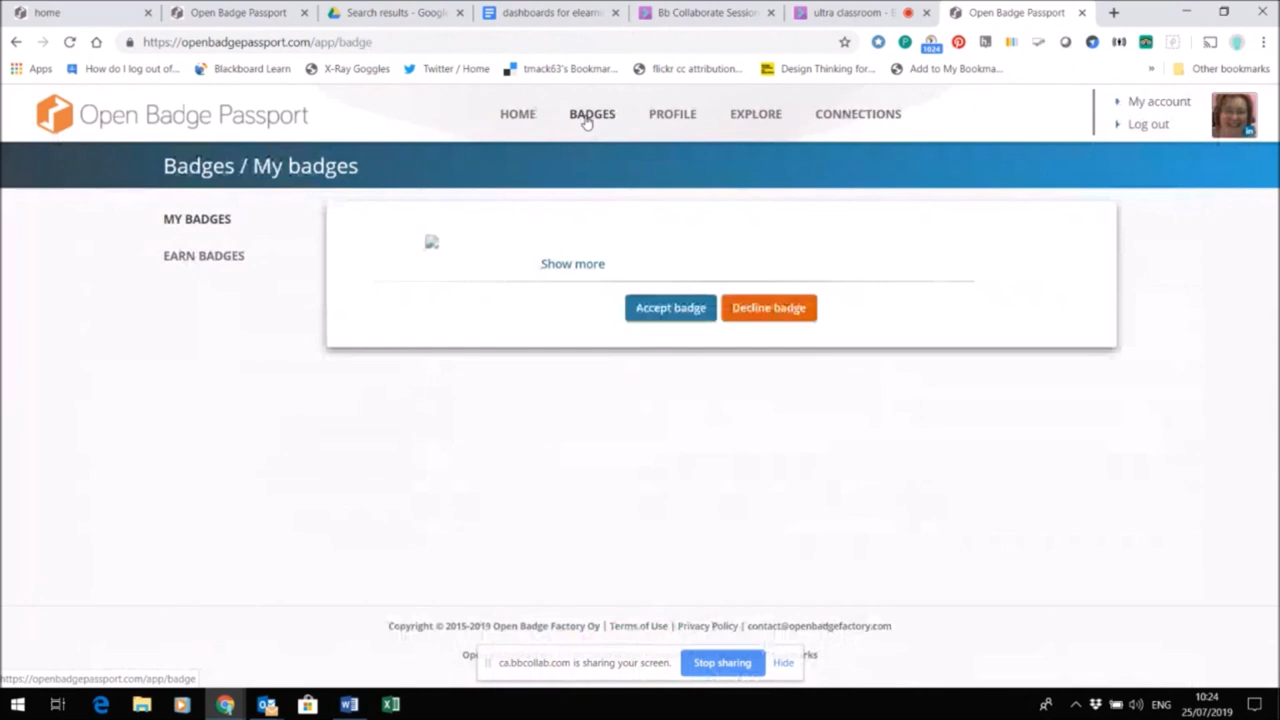 home
Open Badge Passport
Search results - Google
dashboards for elearni
Bb Collaborate Session
ultra classroom - B
Open Badge Passport
https://openbadgepassport.com/app/badge
1024
Apps
How do I log out of...
Blackboard Learn
X-Ray Goggles
Twitter / Home
tmack63's Bookmar...
flickr cc attribution...
Design Thinking for...
Add to My Bookma...
»
Other bookmarks
Open Badge Passport
HOME
BADGES
PROFILE
EXPLORE
CONNECTIONS
My account
Log out
in
Badges / My badges
MY BADGES
EARN BADGES
Show more
Accept badge
Decline badge
Copyright © 2015-2019 Open Badge Factory Oy | Terms of Use | Privacy Policy | contact@openbadgefactory.com
ca.bbcollab.com is sharing your screen.
Stop sharing
Hide
https://openbadgepassport.com/app/badge
ENG
10:24
25/07/2019